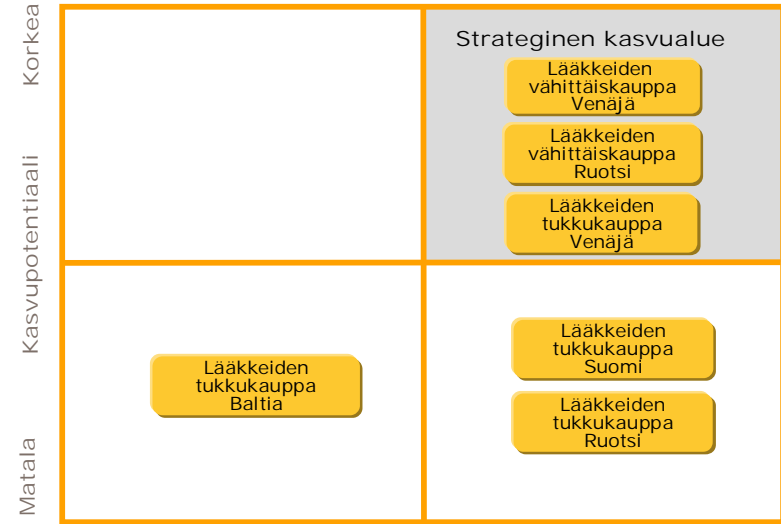 Korkea
Kasvupotentiaali
Matala
Strateginen kasvualue
Lääkkeiden
vähittäiskauppa
Venäjä
Lääkkeiden
vähittäiskauppa
Ruotsi
Lääkkeiden
tukkukauppa
Venäjä
Lääkkeiden
tukkukauppa
Baltia
Lääkkeiden
tukkukauppa
Suomi
Lääkkeiden
tukkukauppa
Ruotsi